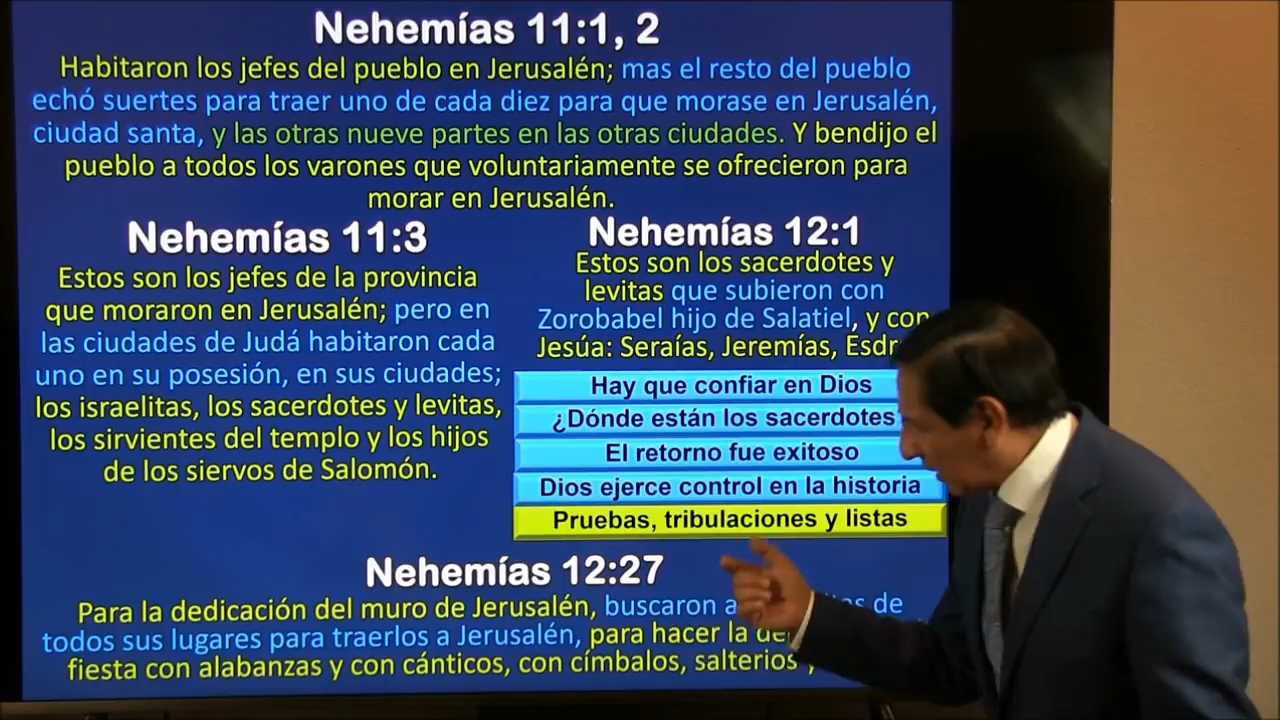 Nehemías 11:1, 2
Habitaron los jefes del pueblo en Jerusalén; mas el resto del pueblo
echó suertes para traer uno de cada diez para que morase en Jerusalén,
ciudad santa, y las otras nueve partes en las otras ciudades. Y bendijo el
pueblo a todos los varones que voluntariamente se ofrecieron para
morar en Jerusalén.
Nehemías 11:3
Estos son los jefes de la provincia
que moraron en Jerusalén; pero en
las ciudades de Judá habitaron cada
uno en su posesión, en sus ciudades;
los israelitas, los sacerdotes y levitas,
los sirvientes del templo y los hijos
de los siervos de Salomón.
Nehemías 12:1
Estos son los sacerdotes y
levitas que subieron con
Zorobabel hijo de Salatiel, y con
Jesúa: Seraías, Jeremías,
Hay que confiar en Dios
¿Dónde están los sacerdotes
El retorno fue exitoso
Dios ejerce control en la historia
Pruebas, tribulaciones y listas
Nehemías 12:27
Para la dedicación del muro de Jerusalén, buscaron de
todos sus lugares para traerlos a Jerusalén, para hacer la
fiesta con alabanzas y con cánticos, con címbalos, salterios